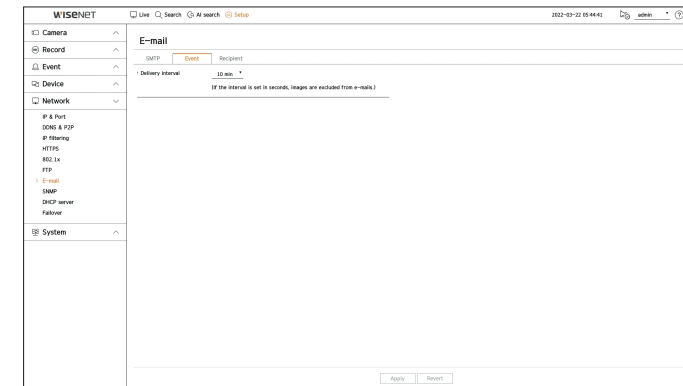 WISENET
Live Search AI search Setup 2022-03-22 05:44:41 admin ?
Camera
Record
Event
Device
Network
IP & Port
DDNS & P2P
IP filtering
HTTPS
802.1x
FTP
E-mail
SNMP
DHCP server
Failover
System
E-mail
SMTP Event Recipient
Delivery interval 10 min
(If the interval is set in seconds, images are excluded from e-mails.)
Apply Revert